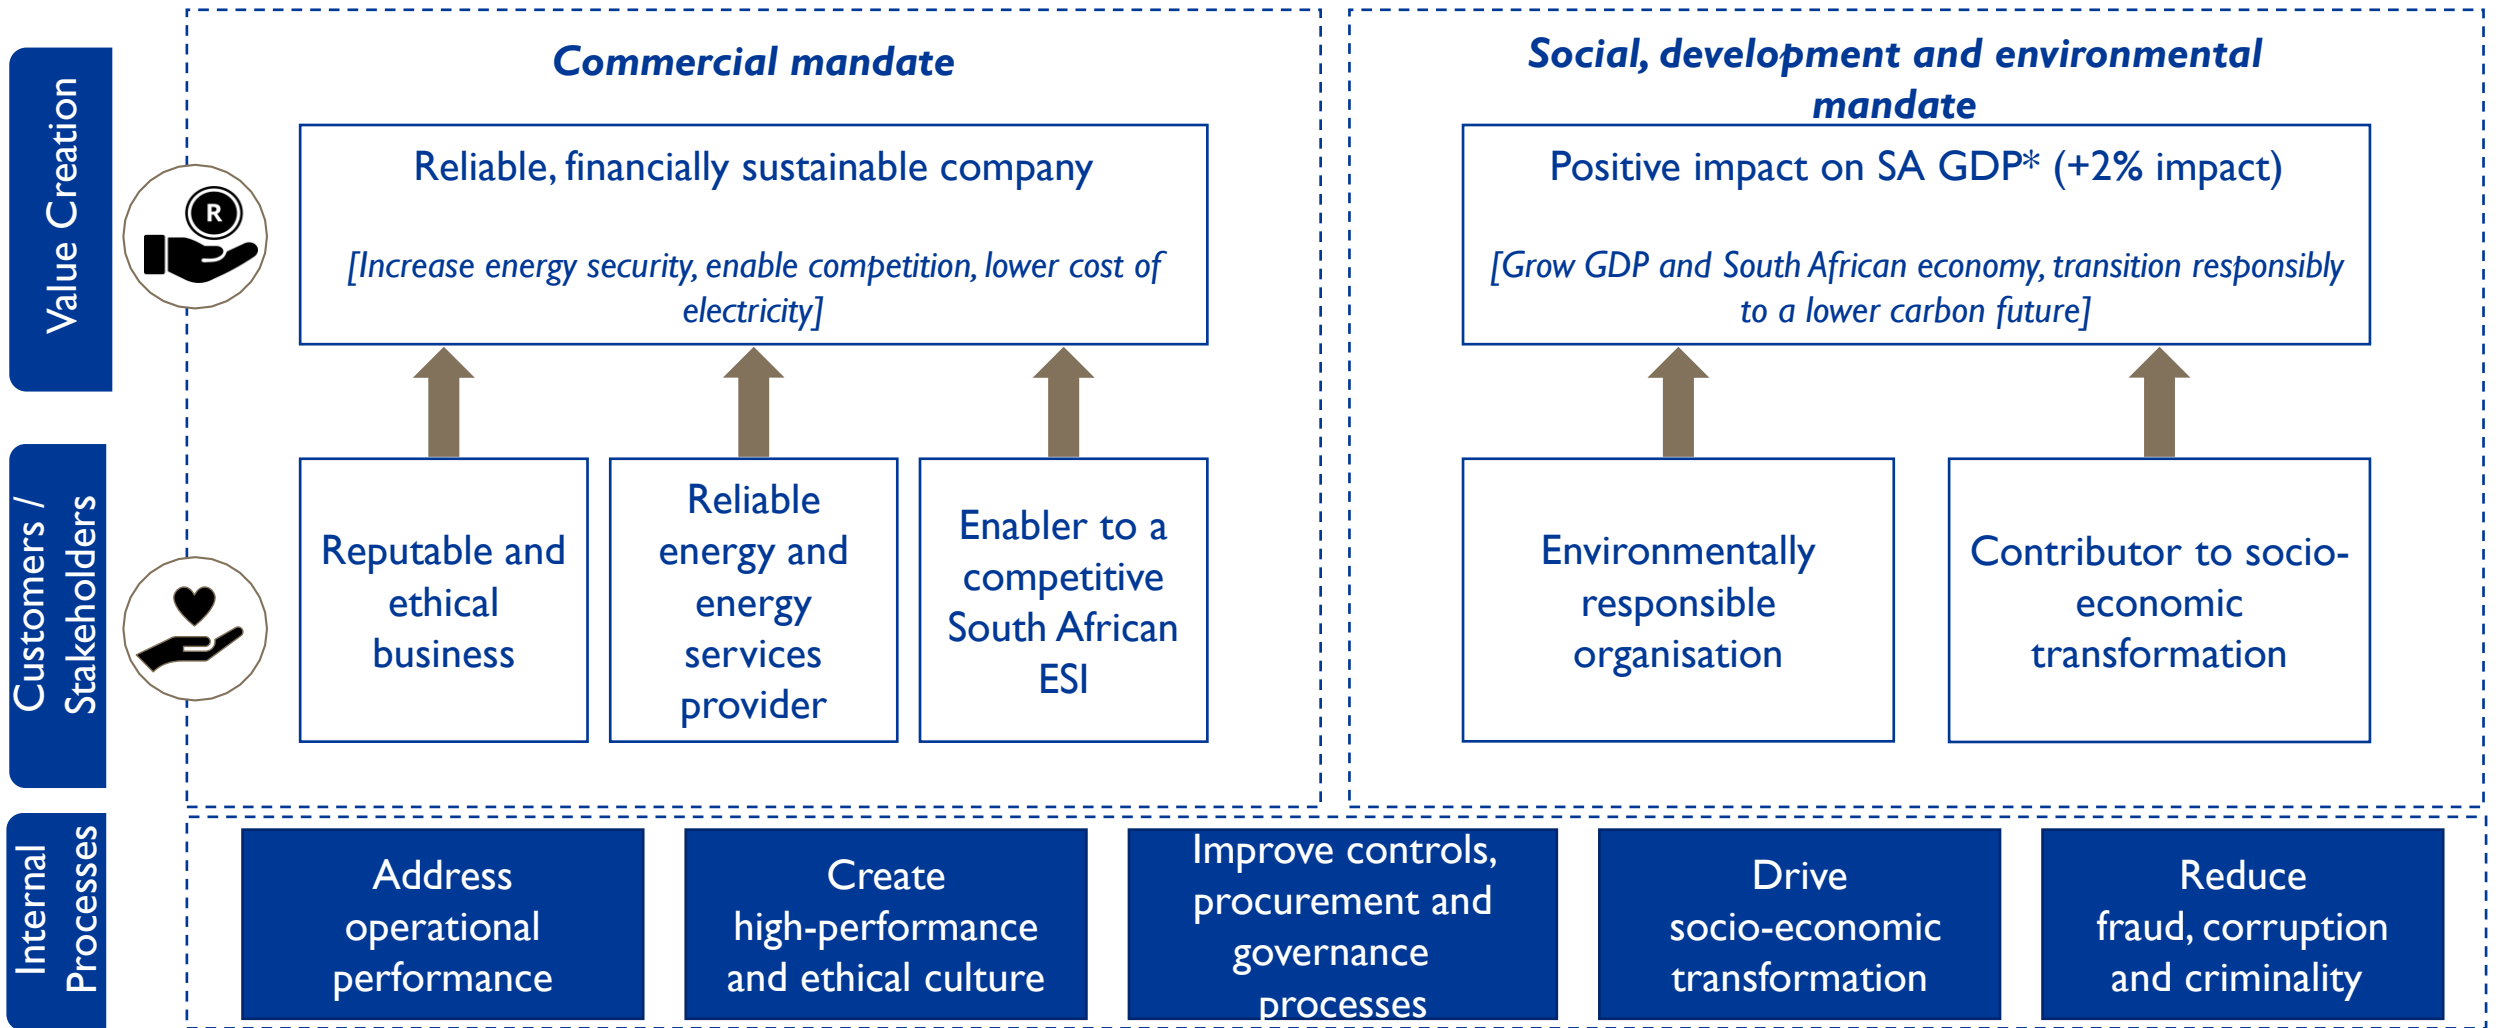 Value Creation
Commercial mandate
Social, development and environmental
mandate
R
Reliable, financially sustainable company
[Increase energy security, enable competition, lower cost of
electricity]
Positive impact on SA GDP* (+2% impact)
[Grow GDP and South African economy, transition responsibly
to a lower carbon future]
Customers /
Stakeholders
Reputable and
ethical
business
Reliable
energy and
energy
services
provider
Enabler to a
competitive
South African
ESI
Environmentally
responsible
organisation
Contributor to socio-
economic
transformation
Internal
Processes
Address
operational
performance
Create
high-performance
and ethical culture
Improve controls,
procurement and
governance
processes
Drive
socio-economic
transformation
Reduce
fraud, corruption
and criminality